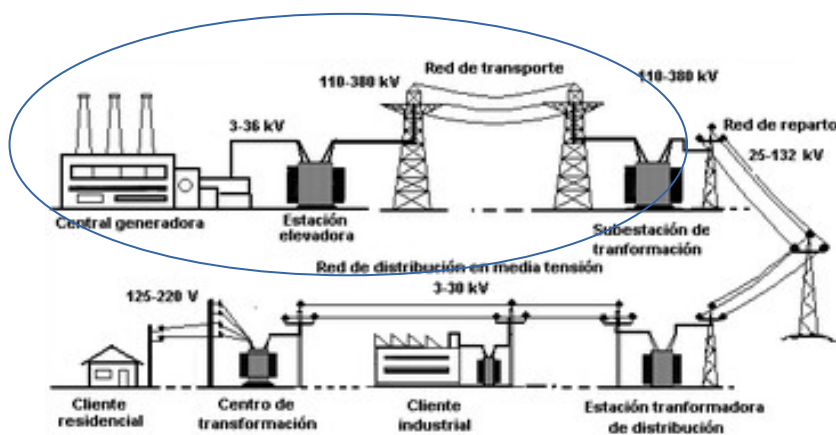 Red de transporte
110-380 kV
110-380 kV
3-36 kV
Red de reparto
25-132 kV
Central generadora
Estación
elevadora
Subestación de
tranformación
Red de distribución en media tensión
3-30 kV
125-220 V
Cliente
residencial
Centro de
transformación
Cliente
industrial
Estación tranformadora
de distribución